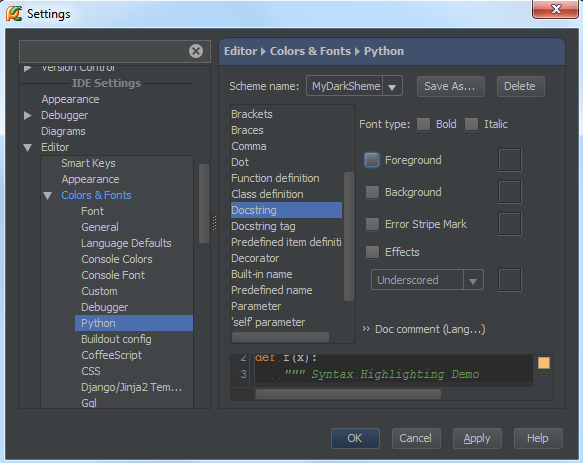 Settings
Version Control
IDE Settings
Appearance
Debugger
Diagrams
Editor
Smart Keys
Appearance
Colors & Fonts
Font
General
Language Defaults
Console Colors
Console Font
Custom
Debugger
Python
Buildout config
CoffeeScript
CSS
Django/Jinja2 Tem...
Gql
Editor ▸ Colors & Fonts ▸ Python
Scheme name: MyDarkSheme Save As... Delete
Brackets
Braces
Comma
Dot
Function definition
Class definition
Docstring
Docstring tag
Predefined item definiti
Decorator
Built-in name
Predefined name
Parameter
'self' parameter
Font type: Bold Italic
Foreground
Background
Error Stripe Mark
Effects
Underscored
>> Doc comment (Lang...)
2 def f(x):
3 """ Syntax Highlighting Demo
OK Cancel Apply Help